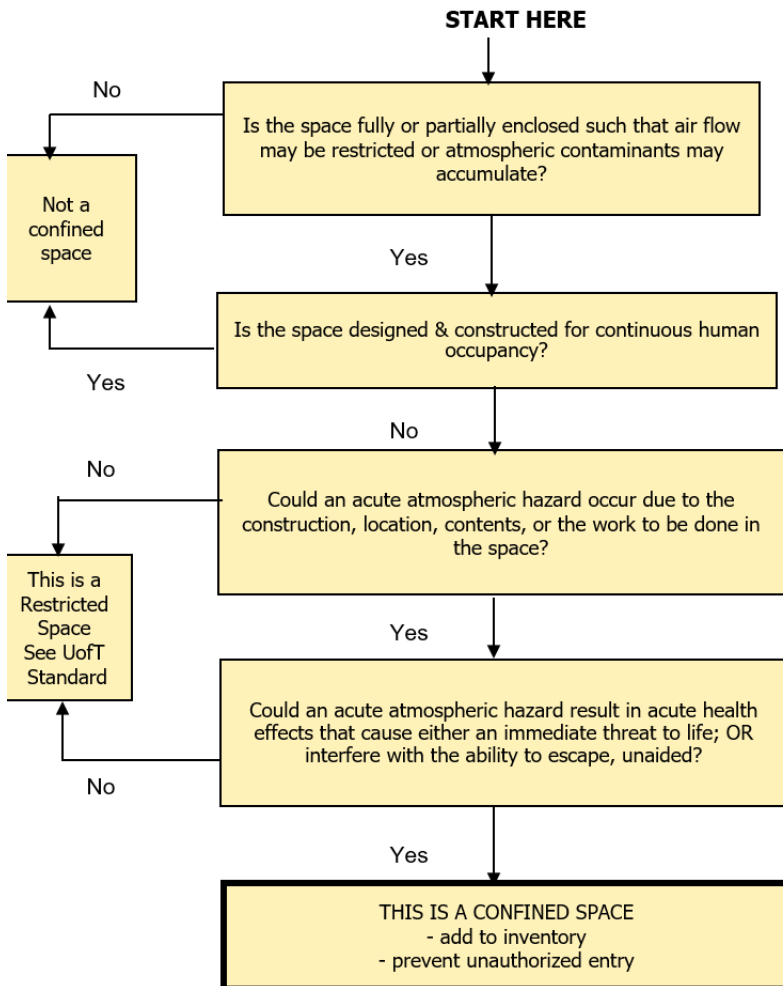 START HERE
No
Is the space fully or partially enclosed such that air flow
may be restricted or atmospheric contaminants may
accumulate?
Not a
confined
space
Yes
Is the space designed & constructed for continuous human
occupancy?
Yes
No
No
Could an acute atmospheric hazard occur due to the
construction, location, contents, or the work to be done in
the space?
This is a
Restricted
Space
See UofT
Standard
Yes
Could an acute atmospheric hazard result in acute health
effects that cause either an immediate threat to life; OR
interfere with the ability to escape, unaided?
No
Yes
THIS IS A CONFINED SPACE
- add to inventory
- prevent unauthorized entry